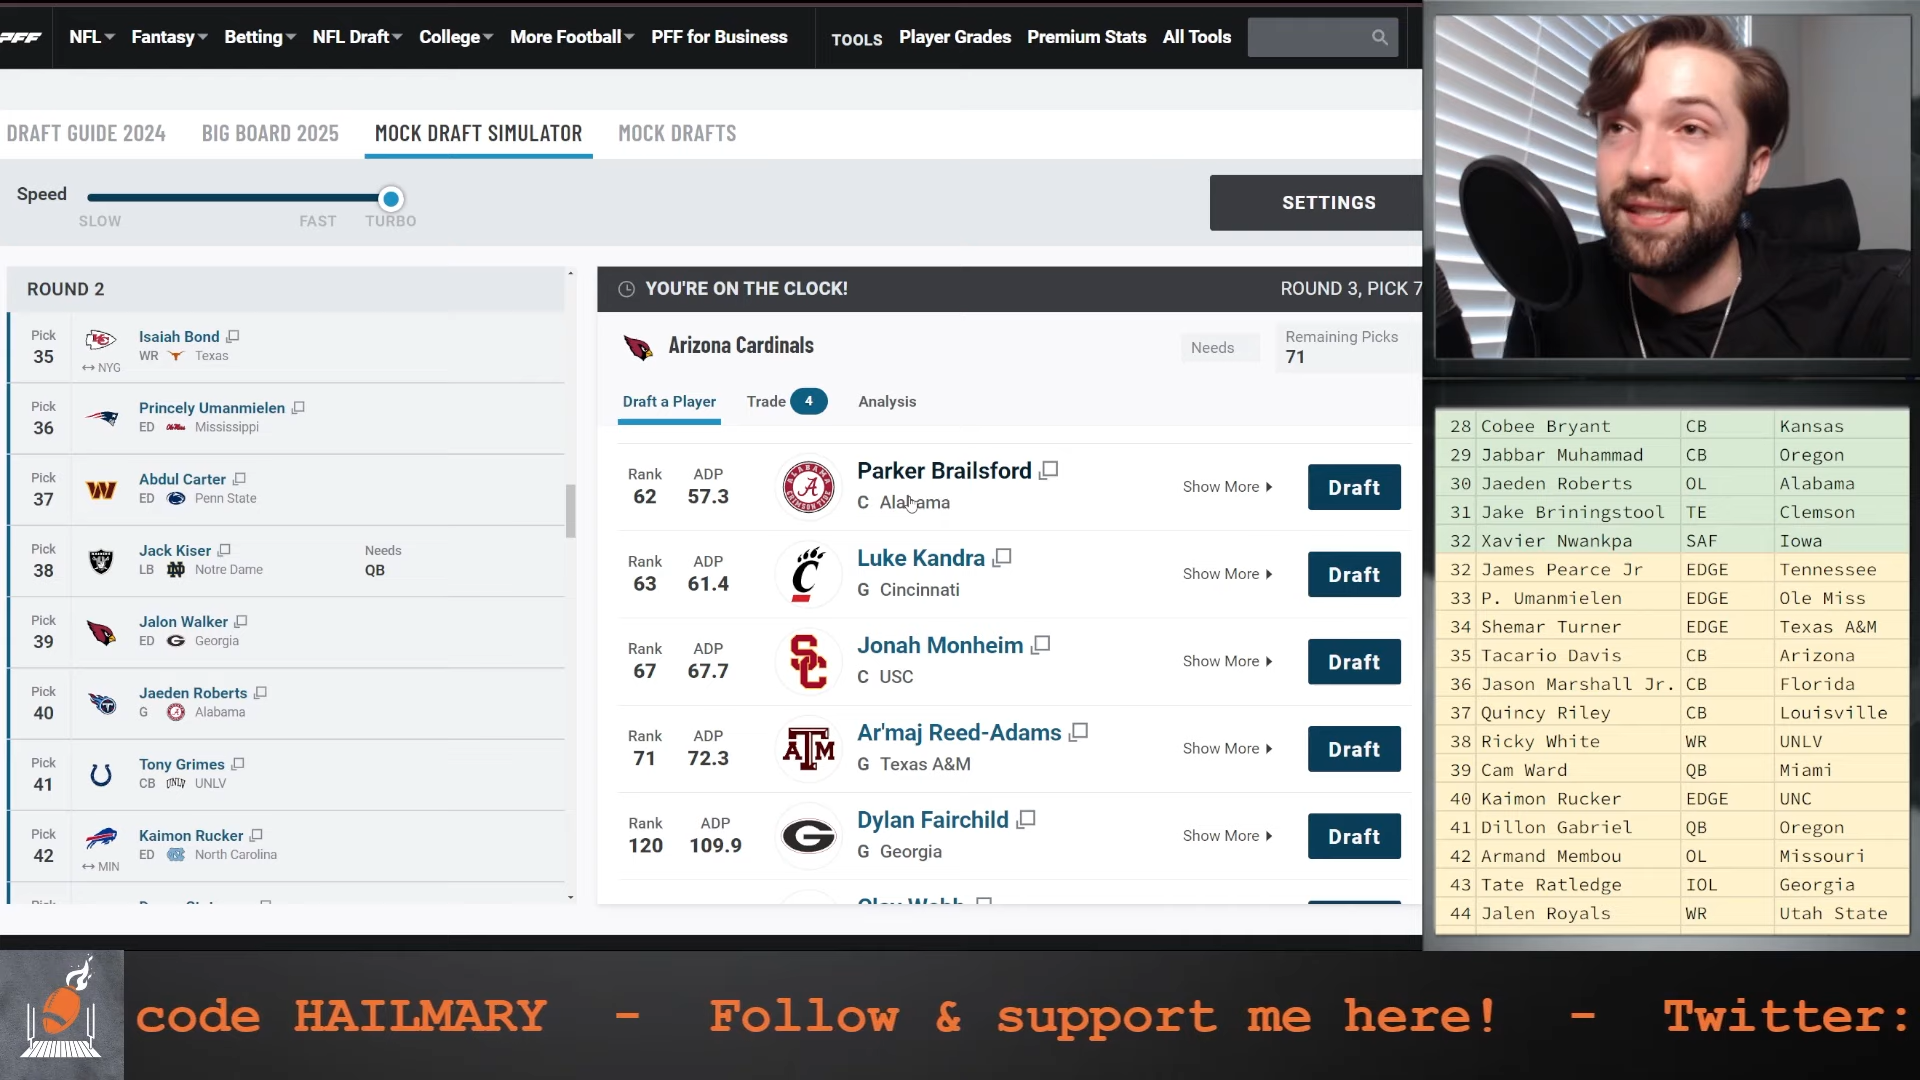 PFF
NFL Fantasy Betting NFL Draft College More Football PFF for Business TOOLS Player Grades Premium Stats All Tools
DRAFT GUIDE 2024 BIG BOARD 2025 MOCK DRAFT SIMULATOR MOCK DRAFTS
Speed
SLOW FAST TURBO
SETTINGS
ROUND 2
Pick 35
↔ NYG
Isaiah Bond
WR Texas
Pick 36
Princely Umanmielen
ED Mississippi
Pick 37
Abdul Carter
ED Penn State
Pick 38
Jack Kiser
LB Notre Dame
Needs
QB
Pick 39
Jalon Walker
ED Georgia
Pick 40
Jaeden Roberts
G Alabama
Pick 41
Tony Grimes
CB UNLV
Pick 42
↔ MIN
Kaimon Rucker
ED North Carolina
YOU'RE ON THE CLOCK! ROUND 3, PICK 7
Arizona Cardinals
Needs
Remaining Picks
71
Draft a Player Trade 4 Analysis
Rank 62 ADP 57.3
Parker Brailsford
C Alabama
Show More Draft
Rank 63 ADP 61.4
Luke Kandra
G Cincinnati
Show More Draft
Rank 67 ADP 67.7
Jonah Monheim
C USC
Show More Draft
Rank 71 ADP 72.3
Ar'maj Reed-Adams
G Texas A&M
Show More Draft
Rank 120 ADP 109.9
Dylan Fairchild
G Georgia
Show More Draft
28 Cobee Bryant CB Kansas
29 Jabbar Muhammad CB Oregon
30 Jaeden Roberts OL Alabama
31 Jake Briningstool TE Clemson
32 Xavier Nwankpa SAF Iowa
32 James Pearce Jr EDGE Tennessee
33 P. Umanmielen EDGE Ole Miss
34 Shemar Turner EDGE Texas A&M
35 Tacario Davis CB Arizona
36 Jason Marshall Jr. CB Florida
37 Quincy Riley CB Louisville
38 Ricky White WR UNLV
39 Cam Ward QB Miami
40 Kaimon Rucker EDGE UNC
41 Dillon Gabriel QB Oregon
42 Armand Membou OL Missouri
43 Tate Ratledge IOL Georgia
44 Jalen Royals WR Utah State
code HAILMARY - Follow & support me here! - Twitter: